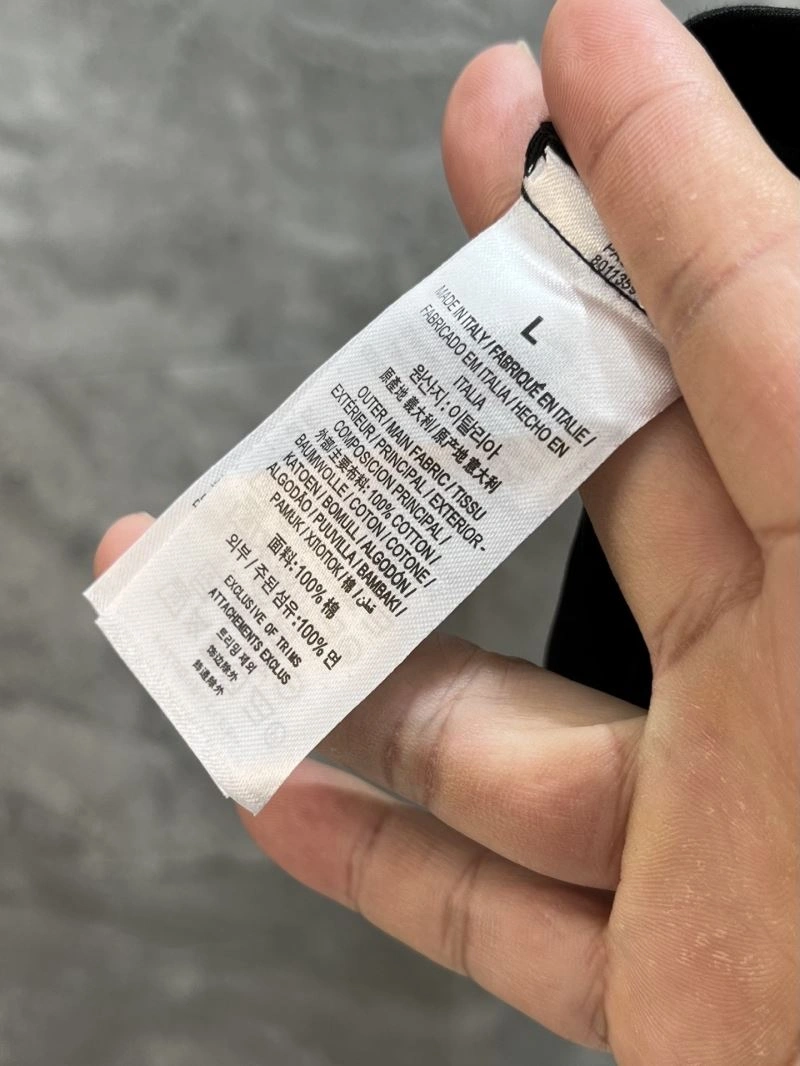 8011359
L
MADE IN ITALY / FABRIQUÉ EN ITALIE /
FABRICADO EM ITALIA / HECHO EN
ITALIA
원산지: 이탈리아
原產地 意大利 / 原产地 意大利
OUTER / MAIN FABRIC / TISSU
EXTÉRIEUR / PRINCIPAL / EXTERIOR -
COMPOSICION PRINCIPAL /
外部/主要布料: 100% COTTON /
BAUMWOLLE / COTON / COTONE /
KATOEN / BOMULL / ALGODÓN /
ALGODÃO / PUUVILLA / BAMBAKI /
PAMUK / ХЛОПОК / 棉 / قطن
面料:100% 棉
외부 / 주된 섬유:100% 면
EXCLUSIVE OF TRIMS
ATTACHEMENTS EXCLUS
트리밍 제외
饰边除外